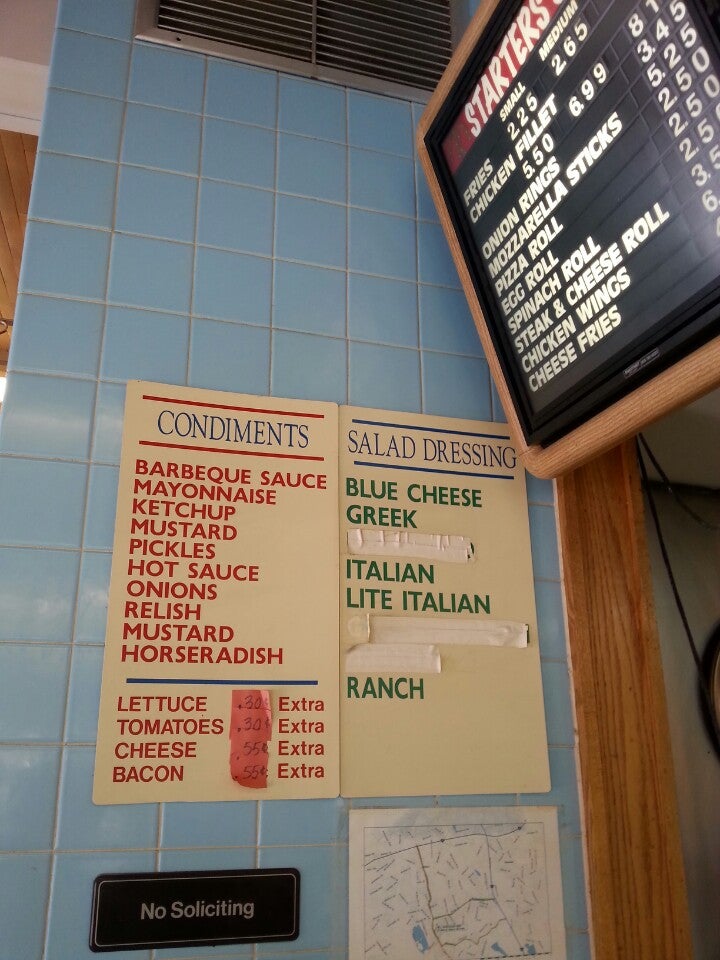 CONDIMENTS
BARBEQUE SAUCE
MAYONNAISE
KETCHUP
MUSTARD
PICKLES
HOT SAUCE
ONIONS
RELISH
MUSTARD
HORSERADISH
LETTUCE .30¢ Extra
TOMATOES .30¢ Extra
CHEESE .55¢ Extra
BACON .55¢ Extra
SALAD DRESSING
BLUE CHEESE
GREEK
ITALIAN
LITE ITALIAN
RANCH
STARTERS
SMALL MEDIUM
FRIES 2 25 2 65
CHICKEN FILLET
5.50 6.99
ONION RINGS
MOZZARELLA STICKS
PIZZA ROLL
EGG ROLL
SPINACH ROLL
STEAK & CHEESE ROLL
CHICKEN WINGS
CHEESE FRIES
No Soliciting